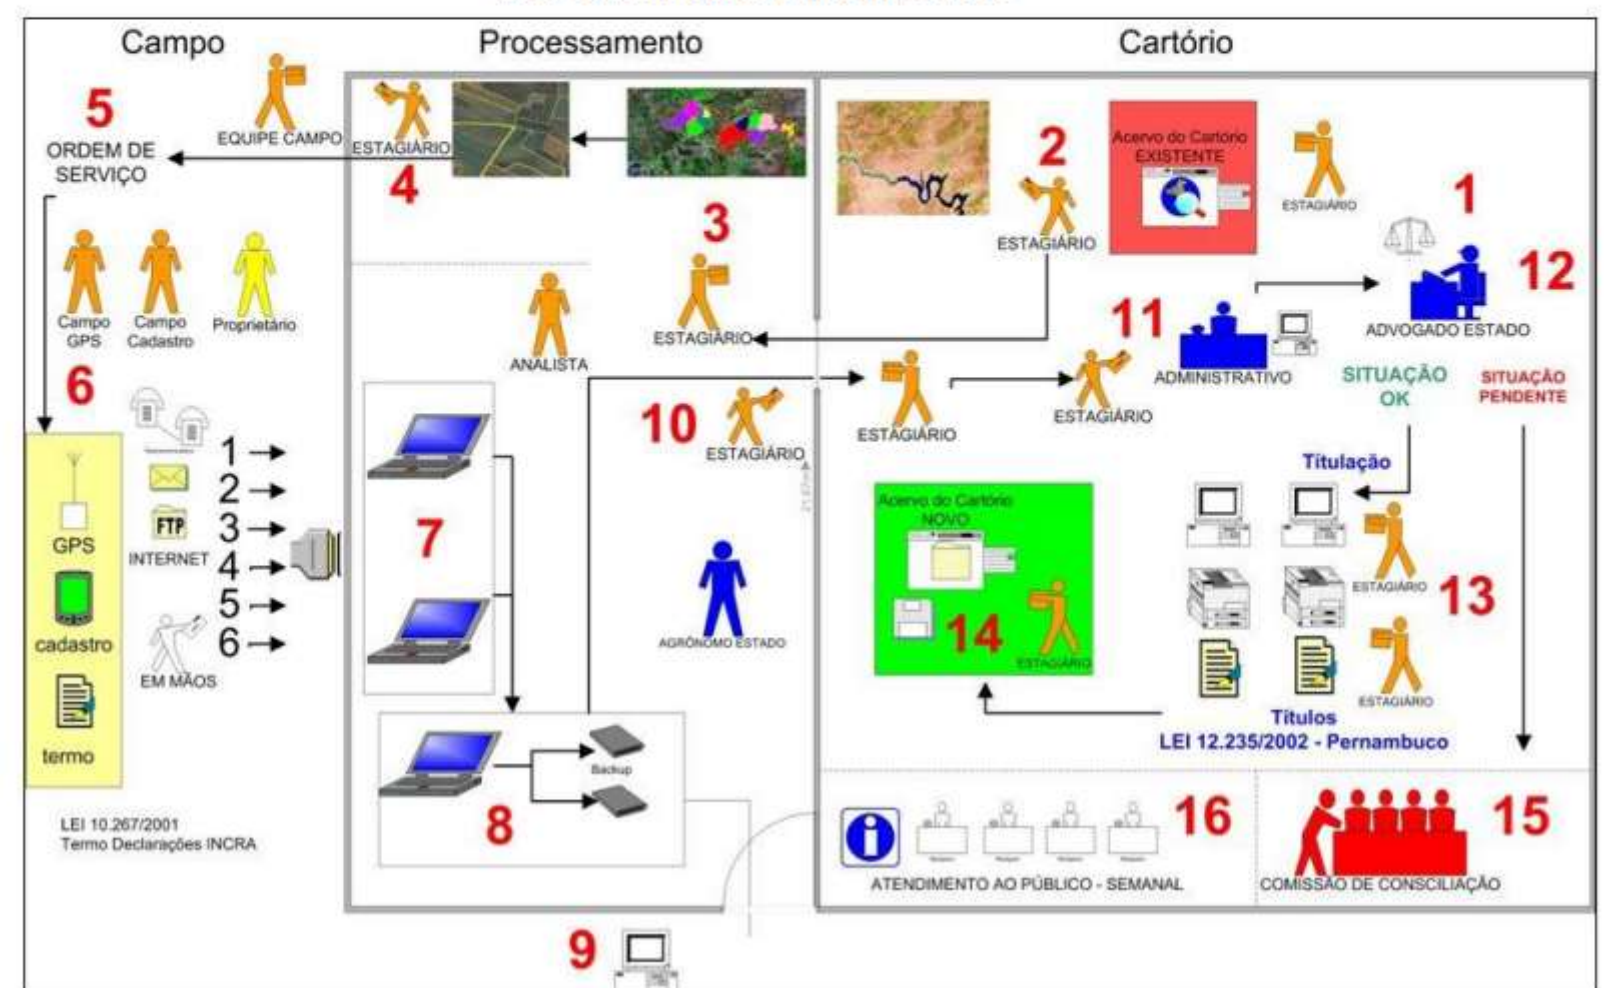 Campo
Processamento
Cartório
5
ORDEM DE
SERVIÇO
EQUIPE CAMPO
ESTAGIÁRIO
4
3
ESTAGIÁRIO
2
ESTAGIÁRIO
Acervo do Cartório
EXISTENTE
ESTAGIÁRIO
1
12
ADVOGADO ESTADO
11
ADMINISTRATIVO
SITUAÇÃO
OK
SITUAÇÃO
PENDENTE
Campo
GPS
Campo
Cadastro
Proprietário
6
ANALISTA
10
ESTAGIÁRIO
ESTAGIÁRIO
ESTAGIÁRIO
GPS
cadastro
termo
FTP
INTERNET
EM MÃOS
1
2
3
4
5
6
7
AGRÔNOMO ESTADO
Acervo do Cartório
NOVO
14
ESTAGIÁRIO
Titulação
ESTAGIÁRIO
13
ESTAGIÁRIO
Títulos
LEI 12.235/2002 - Pernambuco
Backup
8
LEI 10.267/2001
Termo Declarações INCRA
16
ATENDIMENTO AO PÚBLICO - SEMANAL
15
COMISSÃO DE CONSCILIAÇÃO
9